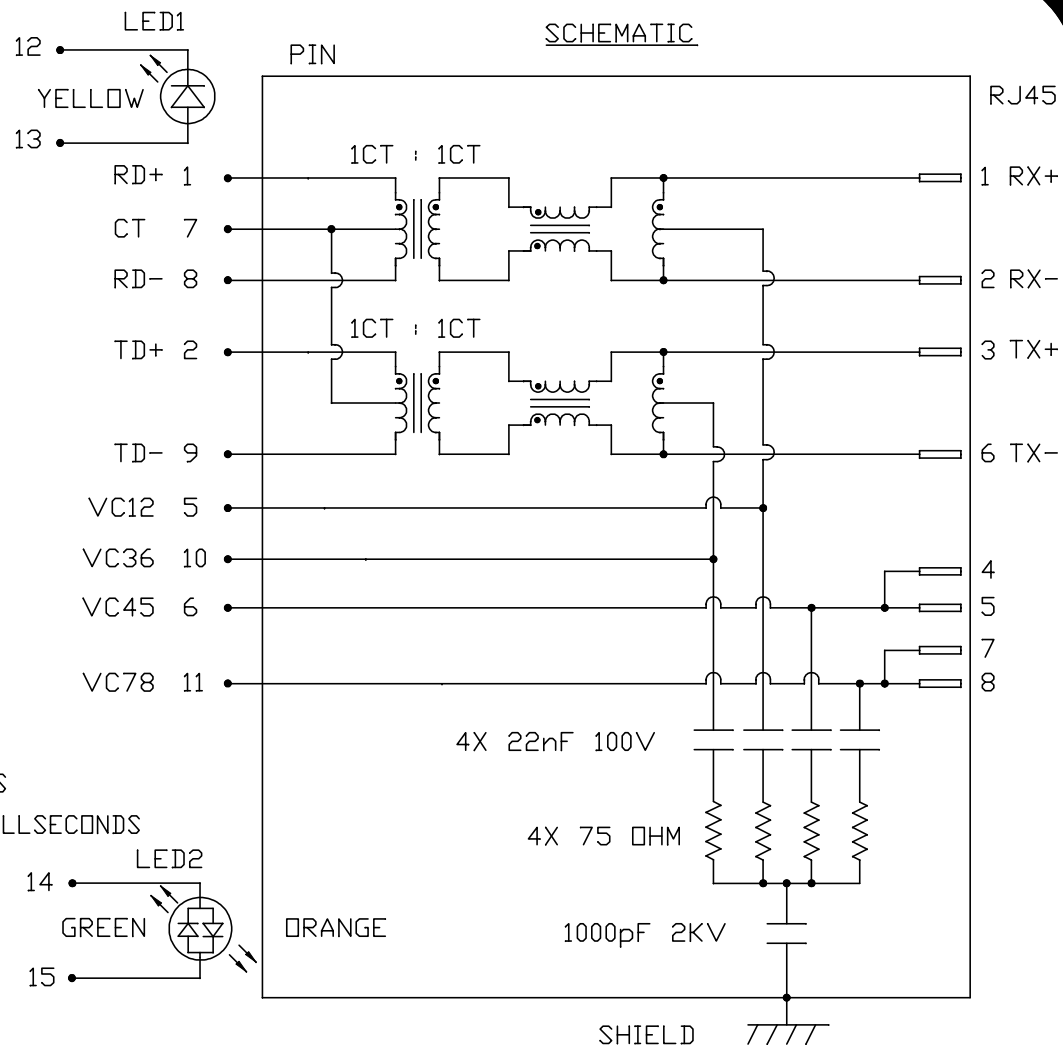 SCHEMATIC
LED1
12
PIN
YELLOW
RJ45
13
1CT : 1CT
RD+ 1
1 RX+
CT 7
RD- 8
2 RX-
1CT : 1CT
TD+ 2
3 TX+
TD- 9
6 TX-
VC12 5
VC36 10
4
VC45 6
5
7
VC78 11
8
4X 22nF 100V
S
LLSECONDS
4X 75 OHM
LED2
14
GREEN
ORANGE
1000pF 2KV
15
SHIELD